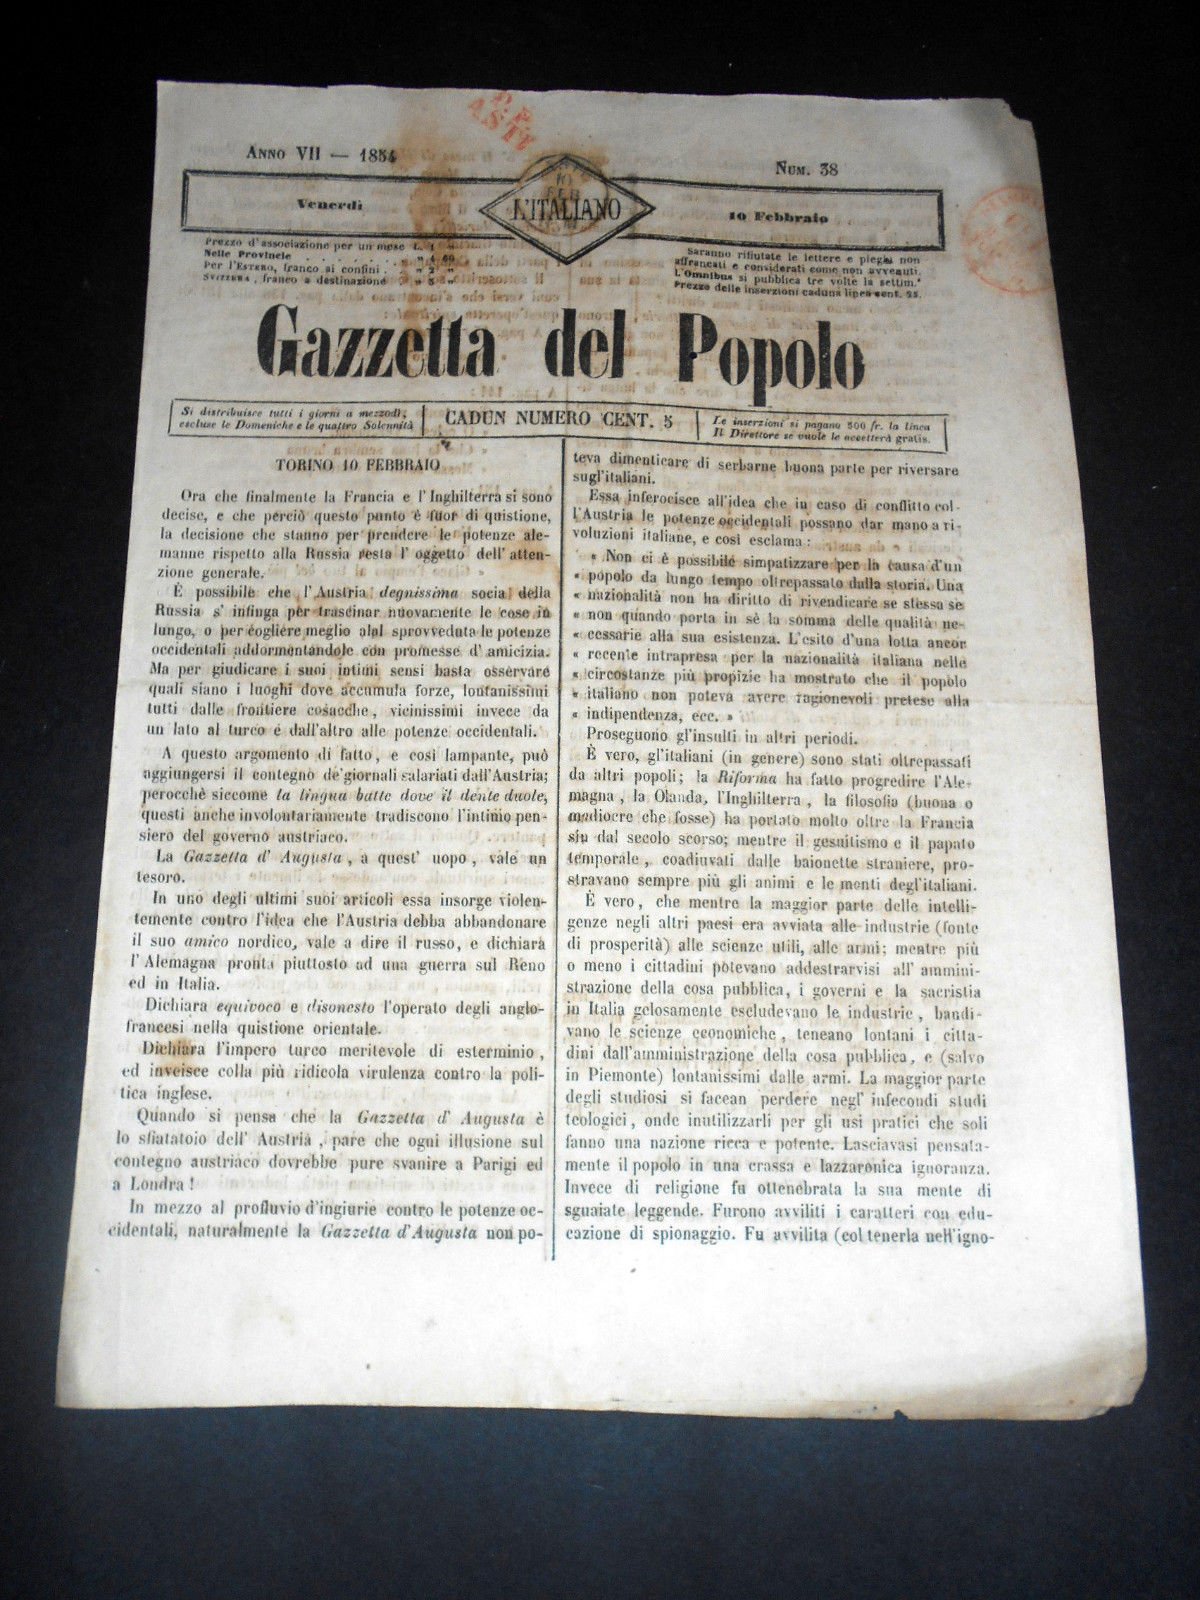 P. P.
ASTI
Anno VII — 1854
Num. 38
Venerdì
L'ITALIANO
10 Febbraio
Prezzo d'associazione per un mese L. 1 "
Nelle Provincie . . . . . " 1 60
Per l'Estero, franco ai confini . " 2 "
Svizzera, franco a destinazione " 3 "
Saranno rifiutate le lettere e pieghi non
affrancati e considerati come non avvenuti.
L'Omnibus si pubblica tre volte la settim.
Prezzo delle inserzioni caduna linea cent. 25.
Gazzetta del Popolo
Si distribuisce tutti i giorni a mezzodì,
escluse le Domeniche e le quattro Solennità
CADUN NUMERO CENT. 5
Le inserzioni si pagano 500 fr. la linea
Il Direttore se vuole le accetterà gratis.
TORINO 10 FEBBRAIO
Ora che finalmente la Francia e l'Inghilterra si sono
decise, e che perciò questo punto è fuor di quistione,
la decisione che stanno per prendere le potenze ale-
manne rispetto alla Russia resta l'oggetto dell'atten-
zione generale.
È possibile che l'Austria degnissima socia della
Russia s'infinga per trascinar nuovamente le cose in
lungo, o per cogliere meglio alal sprovveduta le potenze
occidentali addormentandole con promesse d'amicizia.
Ma per giudicare i suoi intimi sensi basta osservare
quali siano i luoghi dove accumula forze, lontanissimi
tutti dalle frontiere cosacche, vicinissimi invece da
un lato al turco e dall'altro alle potenze occidentali.
A questo argomento di fatto, e così lampante, può
aggiungersi il contegno de'giornali salariati dall'Austria;
perocchè siccome la lingua batte dove il dente duole,
questi anche involontariamente tradiscono l'intimo pen-
siero del governo austriaco.
La Gazzetta d'Augusta, a quest'uopo, vale un
tesoro.
In uno degli ultimi suoi articoli essa insorge violen-
temente contro l'idea che l'Austria debba abbandonare
il suo amico nordico, vale a dire il russo, e dichiara
l'Alemagna pronta piuttosto ad una guerra sul Reno
ed in Italia.
Dichiara equivoco e disonesto l'operato degli anglo-
francesi nella quistione orientale.
Dichiara l'impero turco meritevole di esterminio,
ed inveisce colla più ridicola virulenza contro la poli-
tica inglese.
Quando si pensa che la Gazzetta d'Augusta è
lo sfiatatoio dell'Austria, pare che ogni illusione sul
contegno austriaco dovrebbe pure svanire a Parigi ed
a Londra!
In mezzo al profluvio d'ingiurie contro le potenze oc-
cidentali, naturalmente la Gazzetta d'Augusta non po-
teva dimenticare di serbarne buona parte per riversare
sugl'italiani.
Essa inferocisce all'idea che in caso di conflitto col-
l'Austria le potenze occidentali possano dar mano a ri-
voluzioni italiane, e così esclama:
« Non ci è possibile simpatizzare per la causa d'un
« popolo da lungo tempo oltrepassato dalla storia. Una
« nazionalità non ha diritto di rivendicare se stessa se
« non quando porta in sè la somma delle qualità ne-
« cessarie alla sua esistenza. L'esito d'una lotta ancor
« recente intrapresa per la nazionalità italiana nelle
« circostanze più propizie ha mostrato che il popolo
« italiano non poteva avere ragionevoli pretese alla
« indipendenza, ecc. »
Proseguono gl'insulti in altri periodi.
È vero, gl'italiani (in genere) sono stati oltrepassati
da altri popoli; la Riforma ha fatto progredire l'Ale-
magna, la Olanda, l'Inghilterra, la filosofia (buona o
mediocre che fosse) ha portato molto oltre la Francia
sin dal secolo scorso; mentre il gesuitismo e il papato
temporale, coadiuvati dalle baionette straniere, pro-
stravano sempre più gli animi e le menti degl'italiani.
È vero, che mentre la maggior parte delle intelli-
genze negli altri paesi era avviata alle industrie (fonte
di prosperità) alle scienze utili, alle armi; mentre più
o meno i cittadini potevano addestrarvisi all'ammini-
strazione della cosa pubblica, i governi e la sacristia
in Italia gelosamente escludevano le industrie, bandi-
vano le scienze economiche, teneano lontani i citta-
dini dall'amministrazione della cosa pubblica, e (salvo
in Piemonte) lontanissimi dalle armi. La maggior parte
degli studiosi si facean perdere negl'infecondi studi
teologici, onde inutilizzarli per gli usi pratici che soli
fanno una nazione ricca e potente. Lasciavasi pensata-
mente il popolo in una crassa e lazzaronica ignoranza.
Invece di religione fu ottenebrata la sua mente di
sguaiate leggende. Furono avviliti i caratteri con edu-
cazione di spionaggio. Fu avvilita (col tenerla nell'igno-